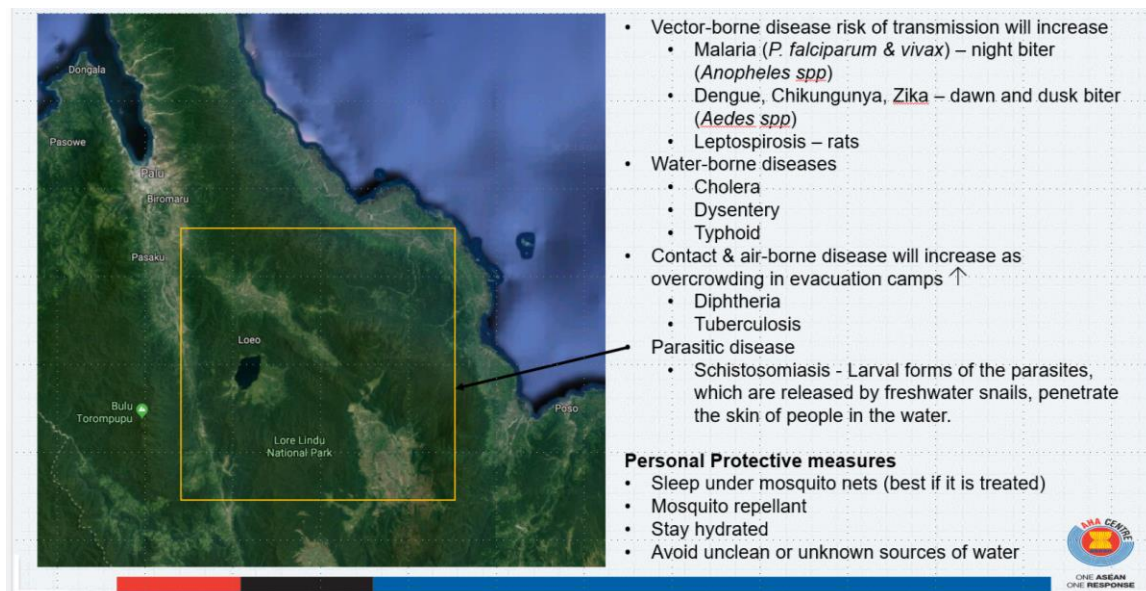 Dongala
Pasowe
Palu
Biromaru
Pasaku
Loeo
Bulu
Torompupu
Lore Lindu
National Park
Poso
• Vector-borne disease risk of transmission will increase
• Malaria (P. falciparum & vivax) – night biter
(Anopheles spp)
• Dengue, Chikungunya, Zika – dawn and dusk biter
(Aedes spp)
• Leptospirosis – rats
• Water-borne diseases
• Cholera
• Dysentery
• Typhoid
• Contact & air-borne disease will increase as
overcrowding in evacuation camps ↑
• Diphtheria
• Tuberculosis
• Parasitic disease
• Schistosomiasis - Larval forms of the parasites,
which are released by freshwater snails, penetrate
the skin of people in the water.
Personal Protective measures
• Sleep under mosquito nets (best if it is treated)
• Mosquito repellant
• Stay hydrated
• Avoid unclean or unknown sources of water
AHA CENTRE
ONE ASEAN
ONE RESPONSE